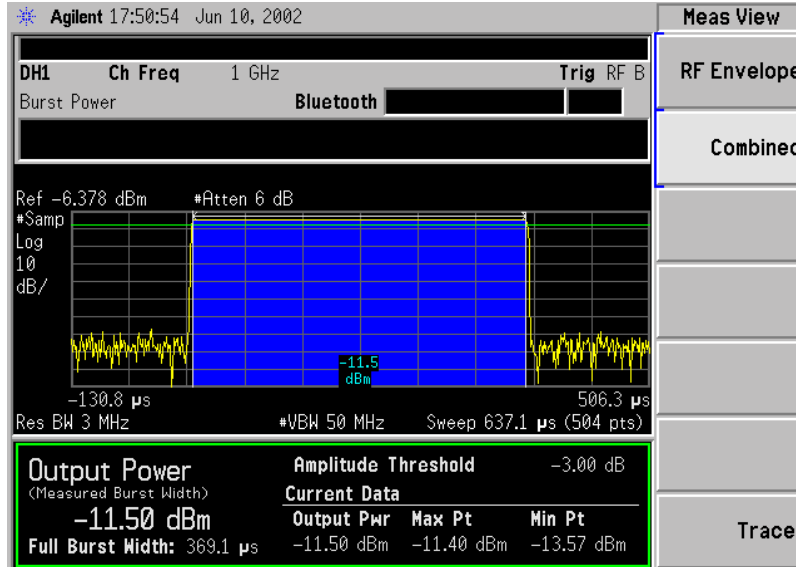 Agilent 17:50:54 Jun 10, 2002
Meas View
DH1 Ch Freq 1 GHz Trig RF B
Burst Power Bluetooth
RF Envelope
Combined
Ref -6.378 dBm #Atten 6 dB
#Samp
Log
10
dB/
-11.5
dBm
-130.8 µs 506.3 µs
Res BW 3 MHz #VBW 50 MHz Sweep 637.1 µs (504 pts)
Output Power
(Measured Burst Width)
-11.50 dBm
Full Burst Width: 369.1 µs
Amplitude Threshold -3.00 dB
Current Data
Output Pwr Max Pt Min Pt
-11.50 dBm -11.40 dBm -13.57 dBm
Trace